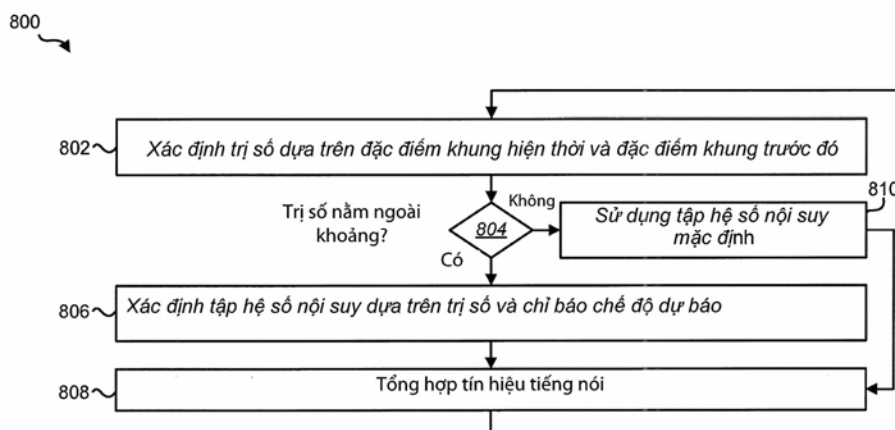 800
802
Xác định trị số dựa trên đặc điểm khung hiện thời và đặc điểm khung trước đó
Trị số nằm ngoài
khoảng?
804
Không
Có
810
Sử dụng tập hệ số nội suy
mặc định
806
Xác định tập hệ số nội suy dựa trên trị số và chỉ báo chế độ dự báo
808
Tổng hợp tín hiệu tiếng nói